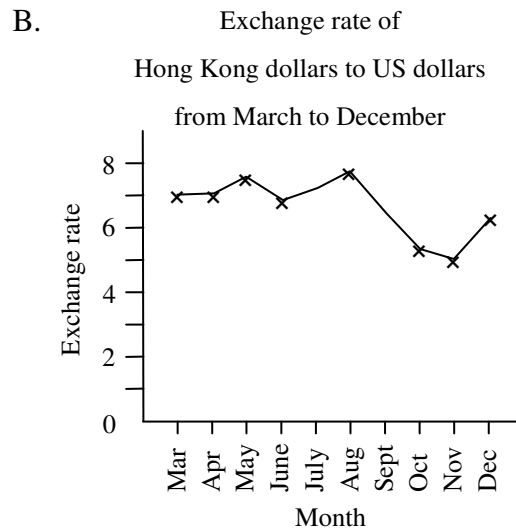 B.
Exchange rate of
Hong Kong dollars to US dollars
from March to December
8
6
4
2
0
Exchange rate
Mar
Apr
May
June
July
Aug
Sept
Oct
Nov
Dec
Month